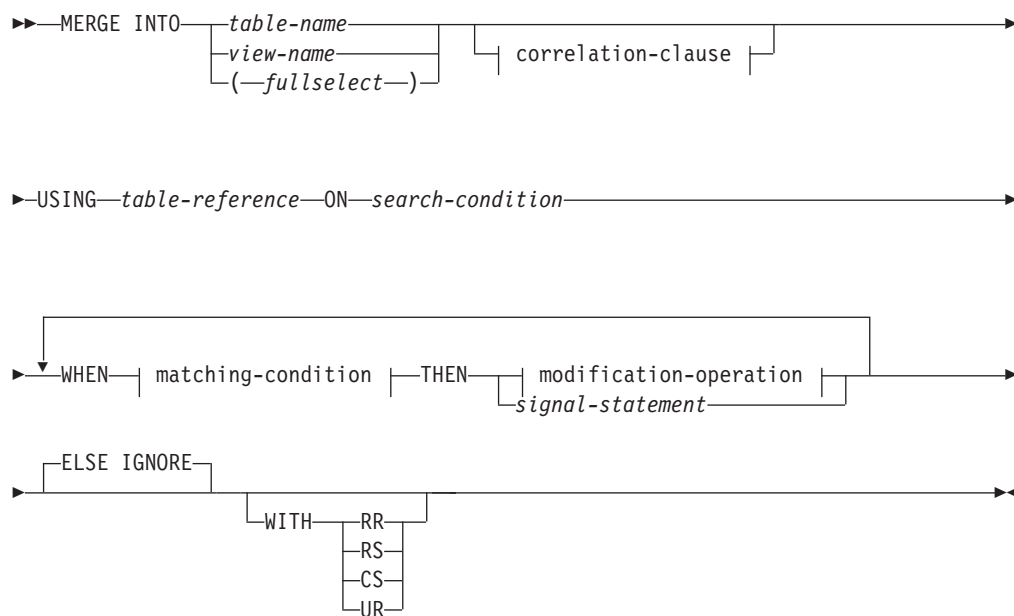 MERGE INTO table-name
view-name correlation-clause
( fullselect )
USING table-reference ON search-condition
WHEN matching-condition THEN modification-operation
signal-statement
ELSE IGNORE
WITH RR
RS
CS
UR